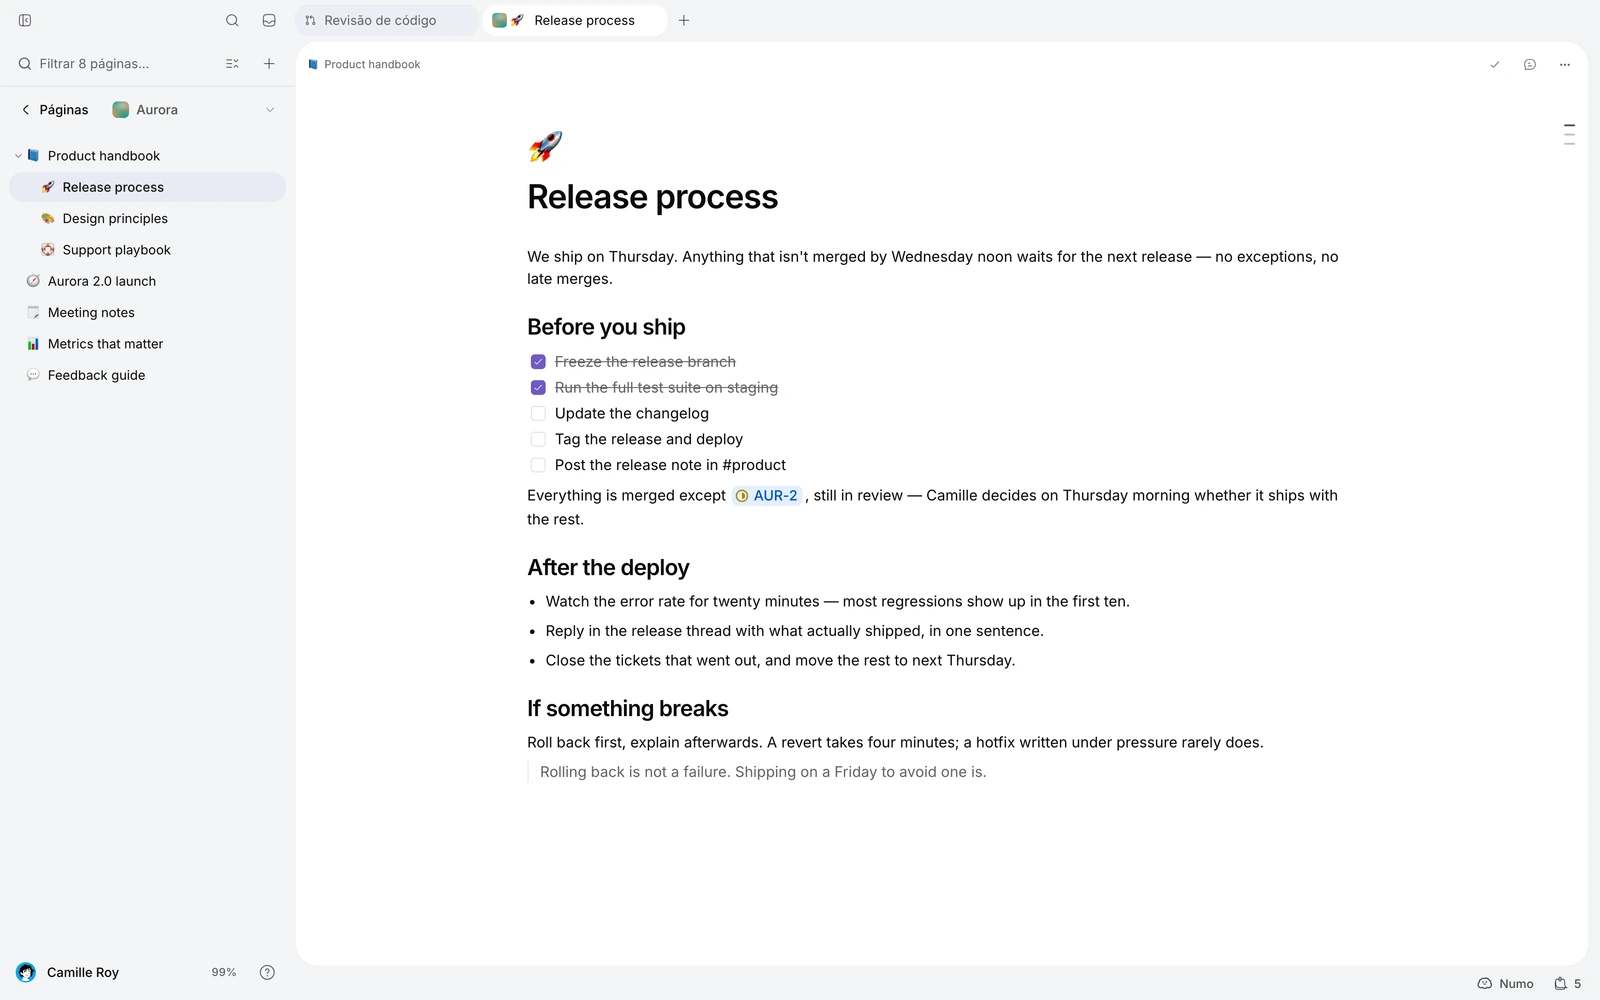 Revisão de código
Release process
Filtrar 8 páginas...
Páginas
Aurora
Product handbook
Release process
Design principles
Support playbook
Aurora 2.0 launch
Meeting notes
Metrics that matter
Feedback guide
Camille Roy
99%
Product handbook
Release process
We ship on Thursday. Anything that isn't merged by Wednesday noon waits for the next release — no exceptions, no
late merges.
Before you ship
Freeze the release branch
Run the full test suite on staging
Update the changelog
Tag the release and deploy
Post the release note in #product
Everything is merged except AUR-2 , still in review — Camille decides on Thursday morning whether it ships with
the rest.
After the deploy
• Watch the error rate for twenty minutes — most regressions show up in the first ten.
• Reply in the release thread with what actually shipped, in one sentence.
• Close the tickets that went out, and move the rest to next Thursday.
If something breaks
Roll back first, explain afterwards. A revert takes four minutes; a hotfix written under pressure rarely does.
Rolling back is not a failure. Shipping on a Friday to avoid one is.
Numo
5